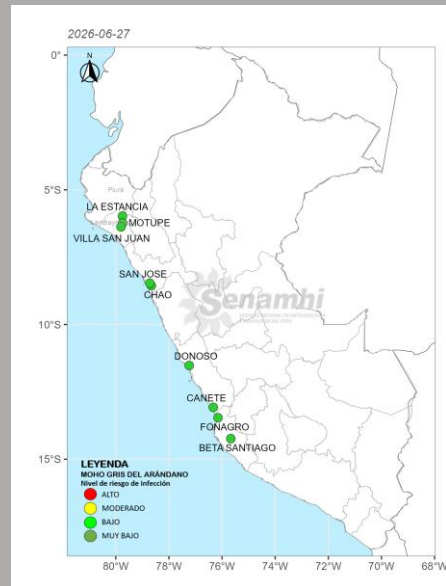 2026-06-27
N
0°
5°S
10°S
15°S
Piura
LA ESTANCIA
MOTUPE
VILLA SAN JUAN
SAN JOSE
CHAO
Senamhi
DONOSO
CAÑETE
FONAGRO
BETA SANTIAGO
LEYENDA
MOHO GRIS DEL ARÁNDANO
Nivel de riesgo de infección
ALTO
MODERADO
BAJO
MUY BAJO
80°W 78°W 76°W 74°W 72°W 70°W 68°W